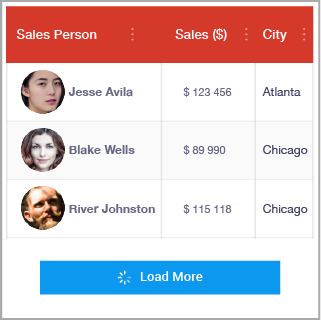 Sales Person Sales ($) City
Jesse Avila $ 123 456 Atlanta
Blake Wells $ 89 990 Chicago
River Johnston $ 115 118 Chicago
Load More